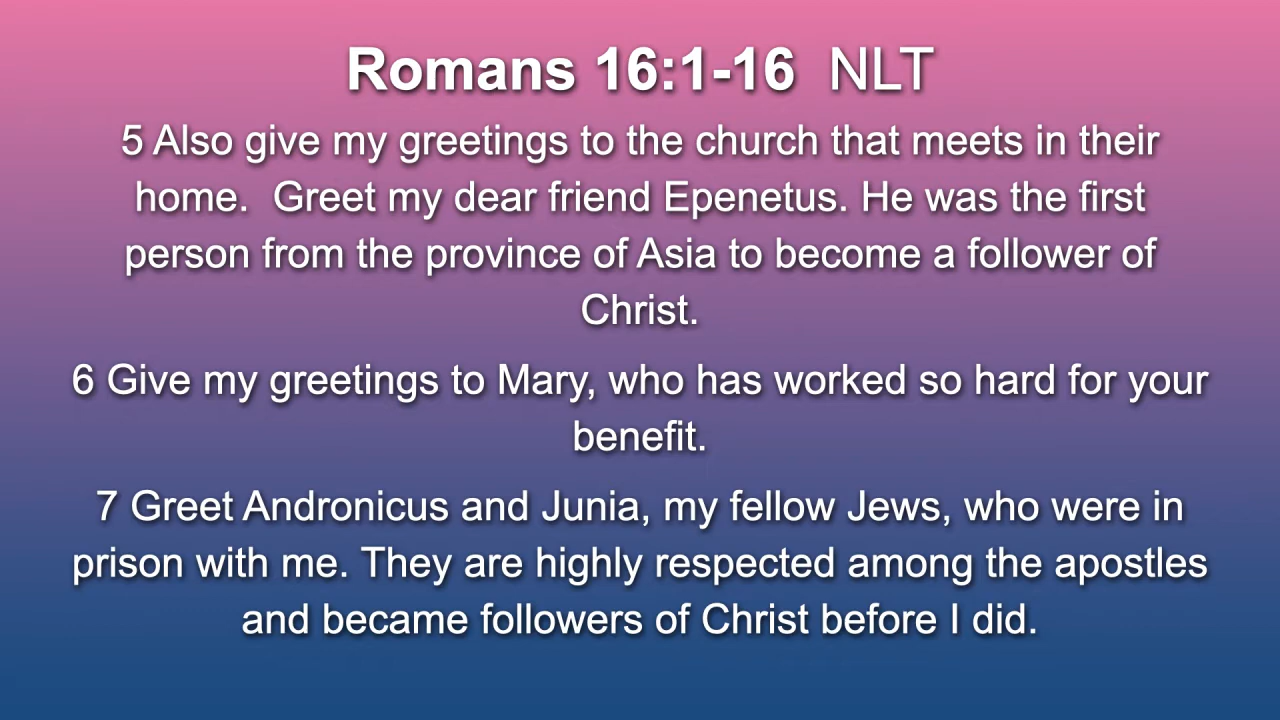 Romans 16:1-16 NLT
5 Also give my greetings to the church that meets in their
home. Greet my dear friend Epenetus. He was the first
person from the province of Asia to become a follower of
Christ.
6 Give my greetings to Mary, who has worked so hard for your
benefit.
7 Greet Andronicus and Junia, my fellow Jews, who were in
prison with me. They are highly respected among the apostles
and became followers of Christ before I did.